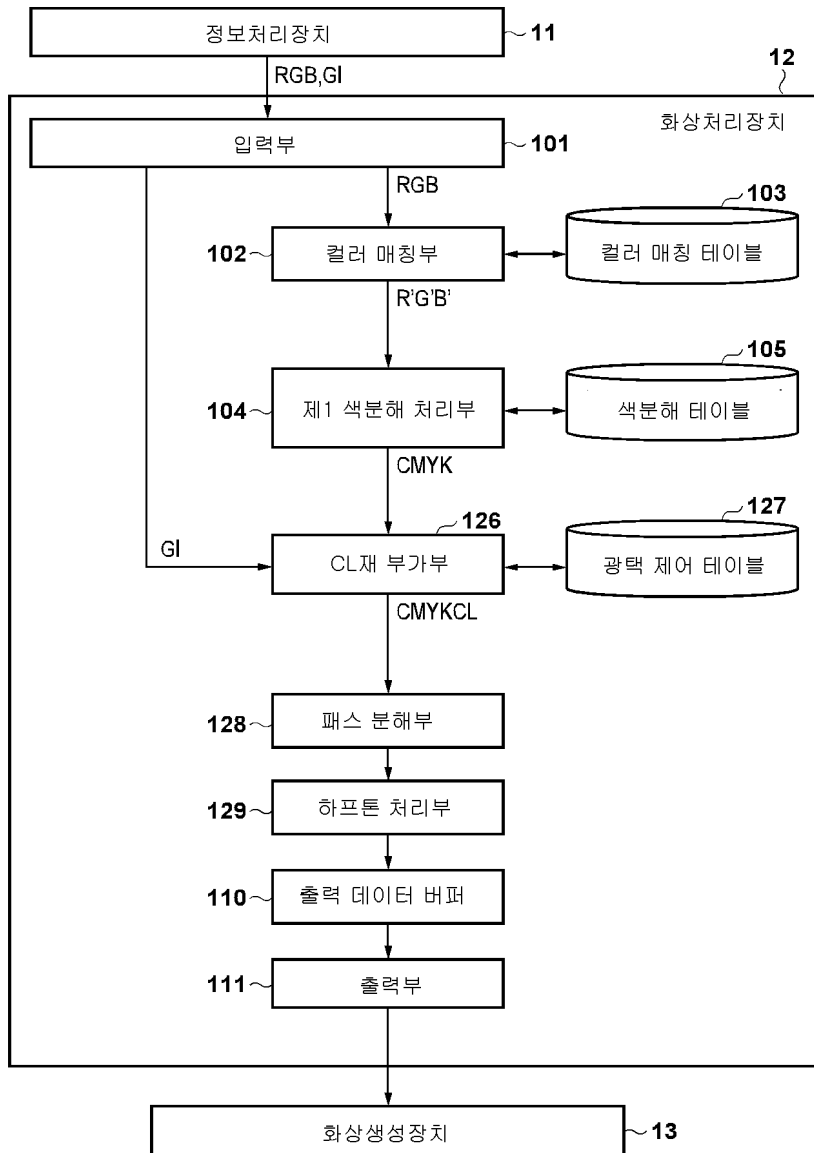 정보처리장치
11
RGB,GI
12
화상처리장치
입력부
101
RGB
103
102
컬러 매칭부
컬러 매칭 테이블
R'G'B'
105
104
제1 색분해 처리부
색분해 테이블
CMYK
126
127
GI
CL재 부가부
광택 제어 테이블
CMYKCL
128
패스 분해부
129
하프톤 처리부
110
출력 데이터 버퍼
111
출력부
화상생성장치
13